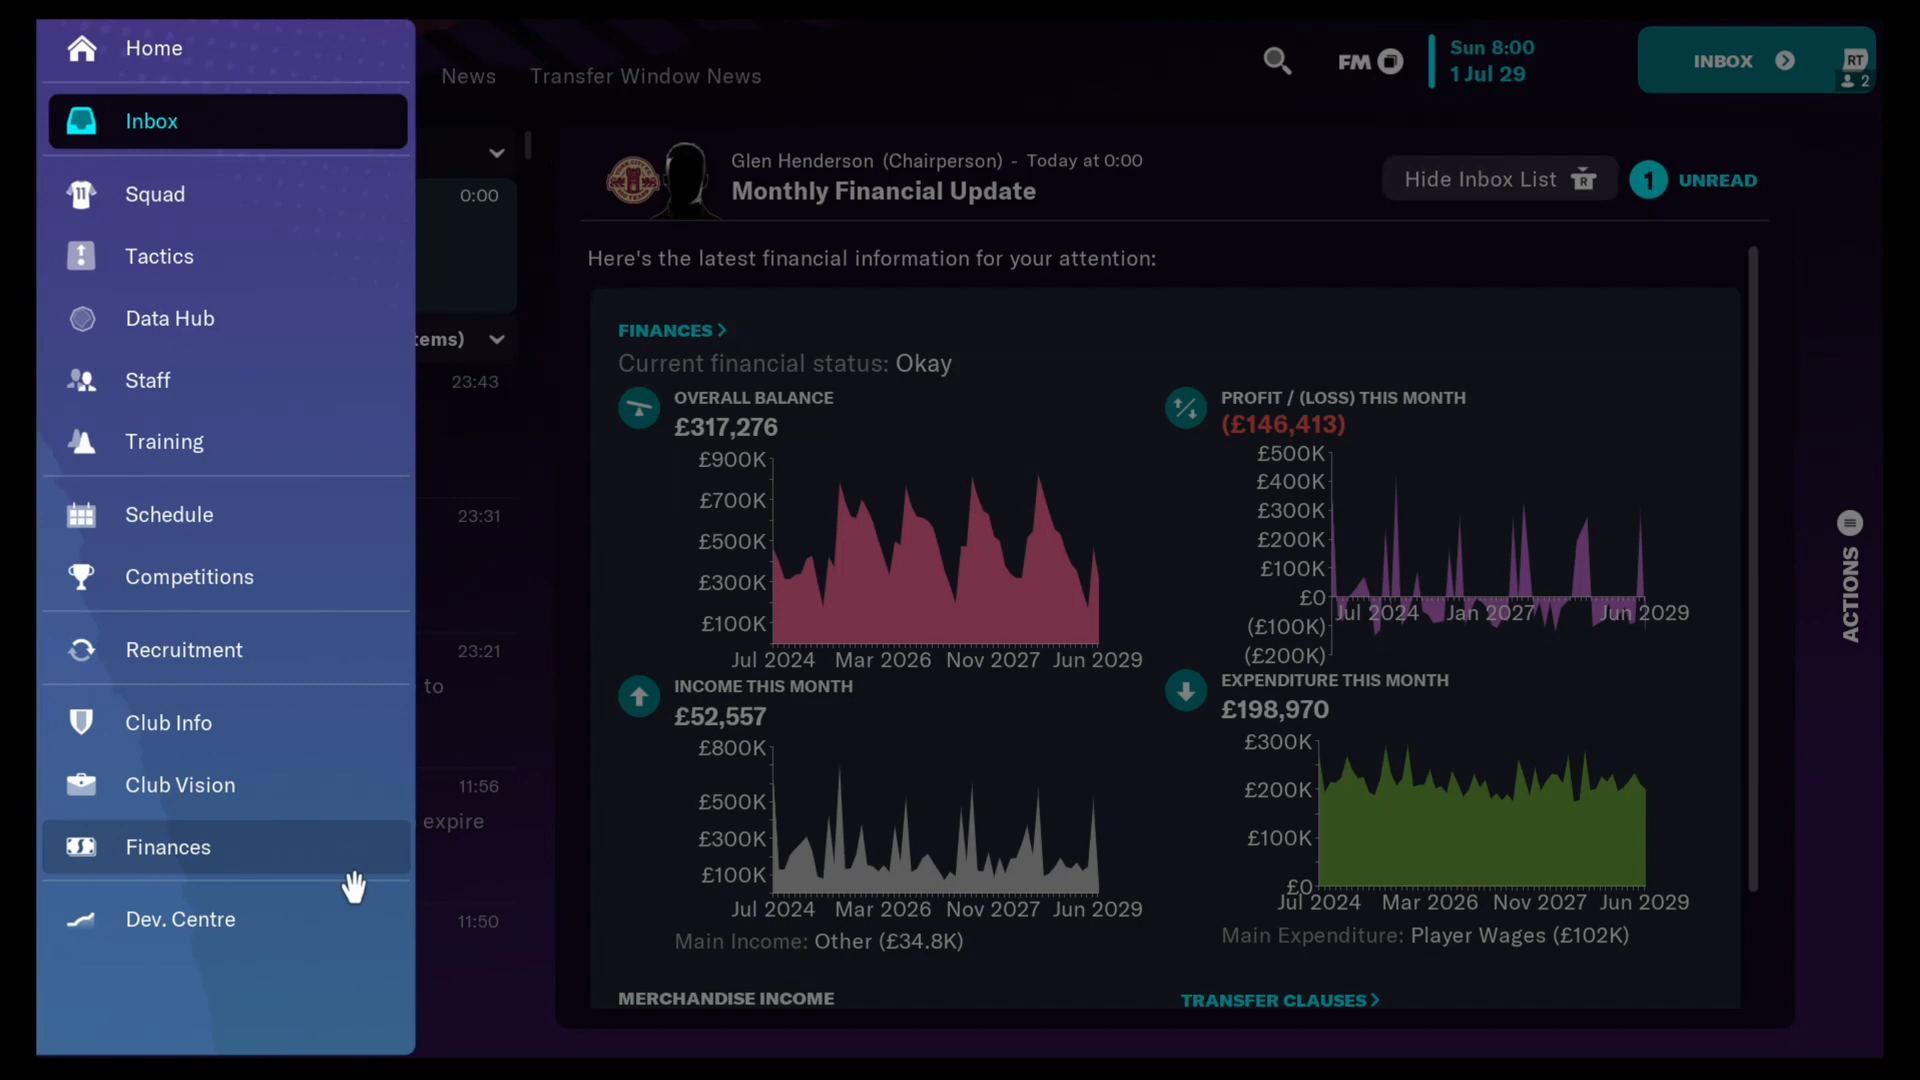 Home
Inbox
Squad
Tactics
Data Hub
Staff
Training
Schedule
Competitions
Recruitment
Club Info
Club Vision
Finances
Dev. Centre
News
Transfer Window News
FM
Sun 8:00
1 Jul 29
INBOX
RT
2
0:00
tems)
23:43
23:31
23:21
to
11:56
expire
11:50
Glen Henderson (Chairperson) - Today at 0:00
Monthly Financial Update
Hide Inbox List
R
1 UNREAD
Here's the latest financial information for your attention:
FINANCES
Current financial status: Okay
OVERALL BALANCE
£317,276
£900K
£700K
£500K
£300K
£100K
Jul 2024 Mar 2026 Nov 2027 Jun 2029
PROFIT / (LOSS) THIS MONTH
(£146,413)
£500K
£400K
£300K
£200K
£100K
£0
(£100K)
(£200K)
Jul 2024 Jan 2027 Jun 2029
INCOME THIS MONTH
£52,557
£800K
£500K
£300K
£100K
Jul 2024 Mar 2026 Nov 2027 Jun 2029
Main Income: Other (£34.8K)
EXPENDITURE THIS MONTH
£198,970
£300K
£200K
£100K
£0
Jul 2024 Mar 2026 Nov 2027 Jun 2029
Main Expenditure: Player Wages (£102K)
MERCHANDISE INCOME
TRANSFER CLAUSES
ACTIONS